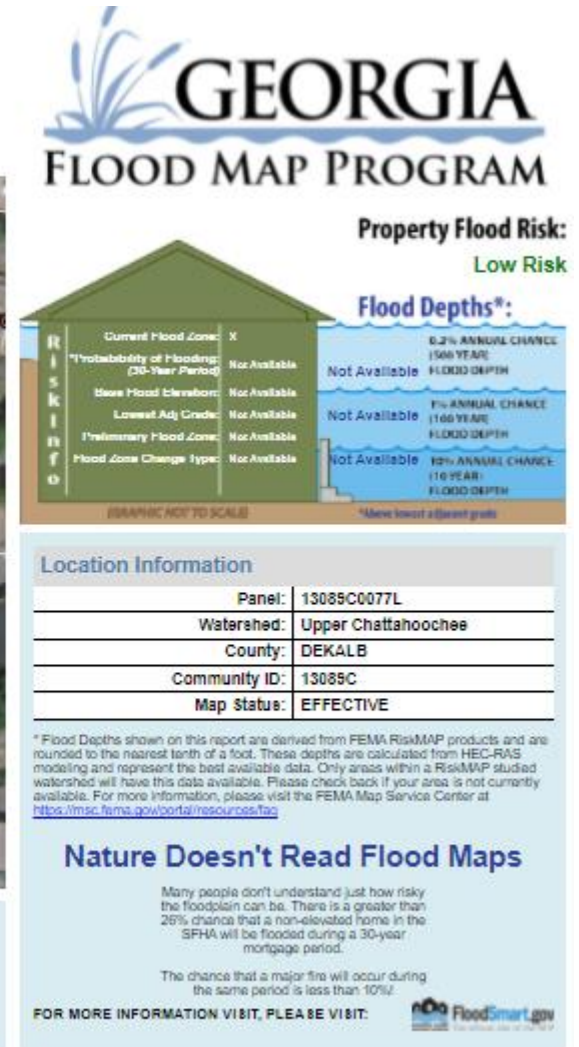 GEORGIA
FLOOD MAP PROGRAM
Property Flood Risk:
Low Risk
Flood Depths*:
Risk Info
Current Flood Zone: X
*Probability of Flooding: Not Available
(30-Year Period)
Base Flood Elevation: Not Available
Lowest Adj Grade: Not Available
Preliminary Flood Zone: Not Available
Flood Zone Change Type: Not Available
0.2% ANNUAL CHANCE
Not Available (500 YEAR)
FLOOD DEPTH
1% ANNUAL CHANCE
Not Available (100 YEAR)
FLOOD DEPTH
Not Available 10% ANNUAL CHANCE
(10 YEAR)
FLOOD DEPTH
(GRAPHIC NOT TO SCALE)
*Above lowest adjacent grade
Location Information
Panel: 13089C0077L
Watershed: Upper Chattahoochee
County: DEKALB
Community ID: 13089C
Map Status: EFFECTIVE
* Flood Depths shown on this report are derived from FEMA RiskMAP products and are
rounded to the nearest tenth of a foot. These depths are calculated from HEC-RAS
modeling and represent the best available data. Only areas within a RiskMAP studied
watershed will have this data available. Please check back if your area is not currently
available. For more information, please visit the FEMA Map Service Center at
https://msc.fema.gov/portal/resources/faq
Nature Doesn't Read Flood Maps
Many people don't understand just how risky
the floodplain can be. There is a greater than
26% chance that a non-elevated home in the
SFHA will be flooded during a 30-year
mortgage period.
The chance that a major fire will occur during
the same period is less than 10%!
FOR MORE INFORMATION VISIT, PLEASE VISIT:
FloodSmart.gov